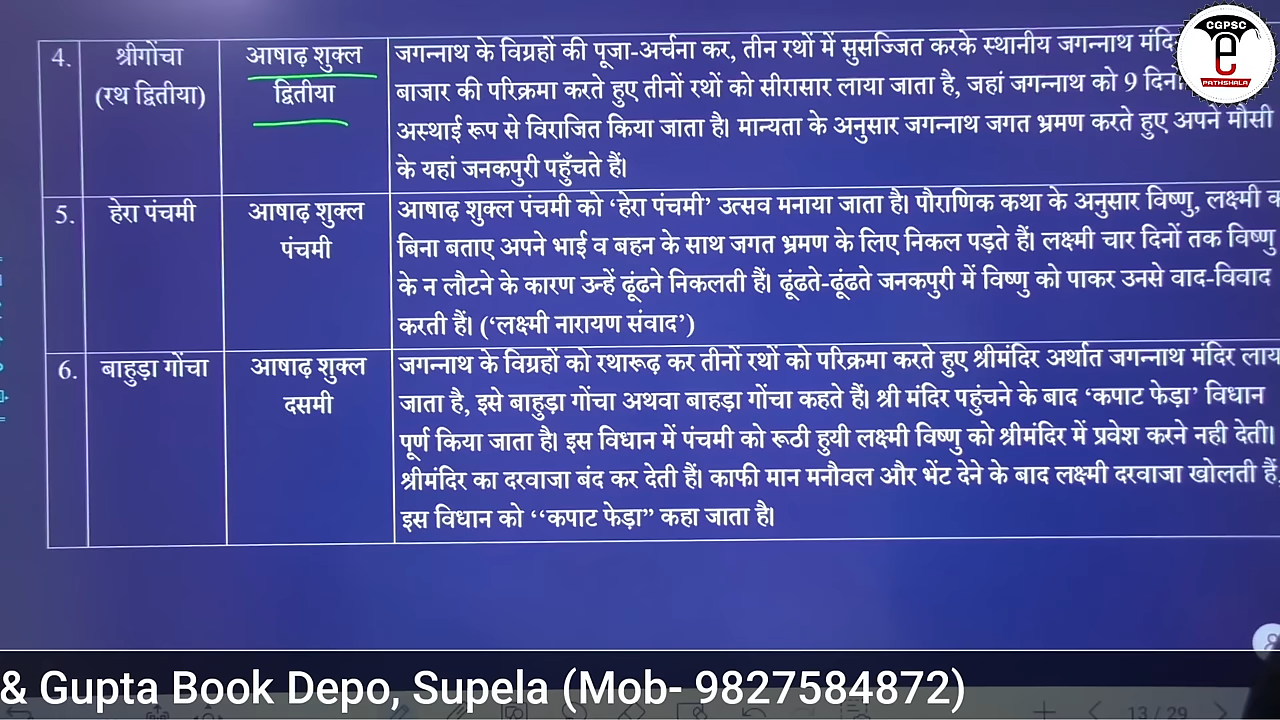 CGPSC
e
PATHSHALA
4. श्रीगोंचा आषाढ़ शुक्ल जगन्नाथ के विग्रहों की पूजा-अर्चना कर, तीन रथों में सुसज्जित करके स्थानीय जगन्नाथ
(रथ द्वितीया) द्वितीया बाजार की परिक्रमा करते हुए तीनों रथों को सीरासार लाया जाता है, जहां जगन्नाथ को 9
अस्थाई रूप से विराजित किया जाता है। मान्यता के अनुसार जगन्नाथ जगत भ्रमण करते हुए अपने मौसी
के यहां जनकपुरी पहुँचते हैं।
5. हेरा पंचमी आषाढ़ शुक्ल आषाढ़ शुक्ल पंचमी को ‘हेरा पंचमी’ उत्सव मनाया जाता है। पौराणिक कथा के अनुसार विष्णु, लक्ष्मी
पंचमी बिना बताए अपने भाई व बहन के साथ जगत भ्रमण के लिए निकल पड़ते हैं। लक्ष्मी चार दिनों तक विष्णु
के न लौटने के कारण उन्हें ढूंढने निकलती हैं। ढूंढते-ढूंढते जनकपुरी में विष्णु को पाकर उनसे वाद-विवाद
करती हैं। (‘लक्ष्मी नारायण संवाद’)
6. बाहुड़ा गोंचा आषाढ़ शुक्ल जगन्नाथ के विग्रहों को रथारूढ़ कर तीनों रथों को परिक्रमा करते हुए श्रीमंदिर अर्थात जगन्नाथ मंदिर
दसमी जाता है, इसे बाहुड़ा गोंचा अथवा बाहड़ा गोंचा कहते हैं। श्री मंदिर पहुंचने के बाद ‘कपाट फेड़ा’ विधान
पूर्ण किया जाता है। इस विधान में पंचमी को रूठी हुयी लक्ष्मी विष्णु को श्रीमंदिर में प्रवेश करने नही देती।
श्रीमंदिर का दरवाजा बंद कर देती हैं। काफी मान मनौवल और भेंट देने के बाद लक्ष्मी दरवाजा खोलती हैं,
इस विधान को ‘‘कपाट फेड़ा” कहा जाता है।
& Gupta Book Depo, Supela (Mob- 9827584872)
13 / 29